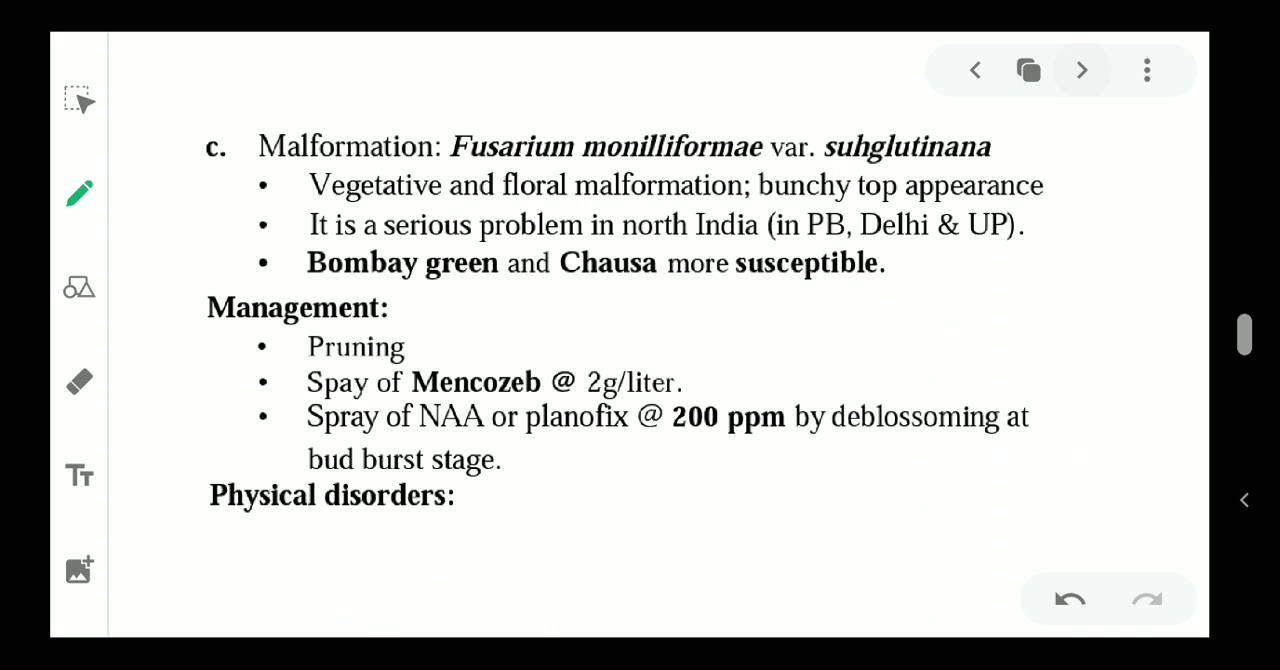 c. Malformation: Fusarium monilliformae var. suhglutinana
• Vegetative and floral malformation; bunchy top appearance
• It is a serious problem in north India (in PB, Delhi & UP).
• Bombay green and Chausa more susceptible.
Management:
• Pruning
• Spay of Mencozeb @ 2g/liter.
• Spray of NAA or planofix @ 200 ppm by deblossoming at
bud burst stage.
Physical disorders: